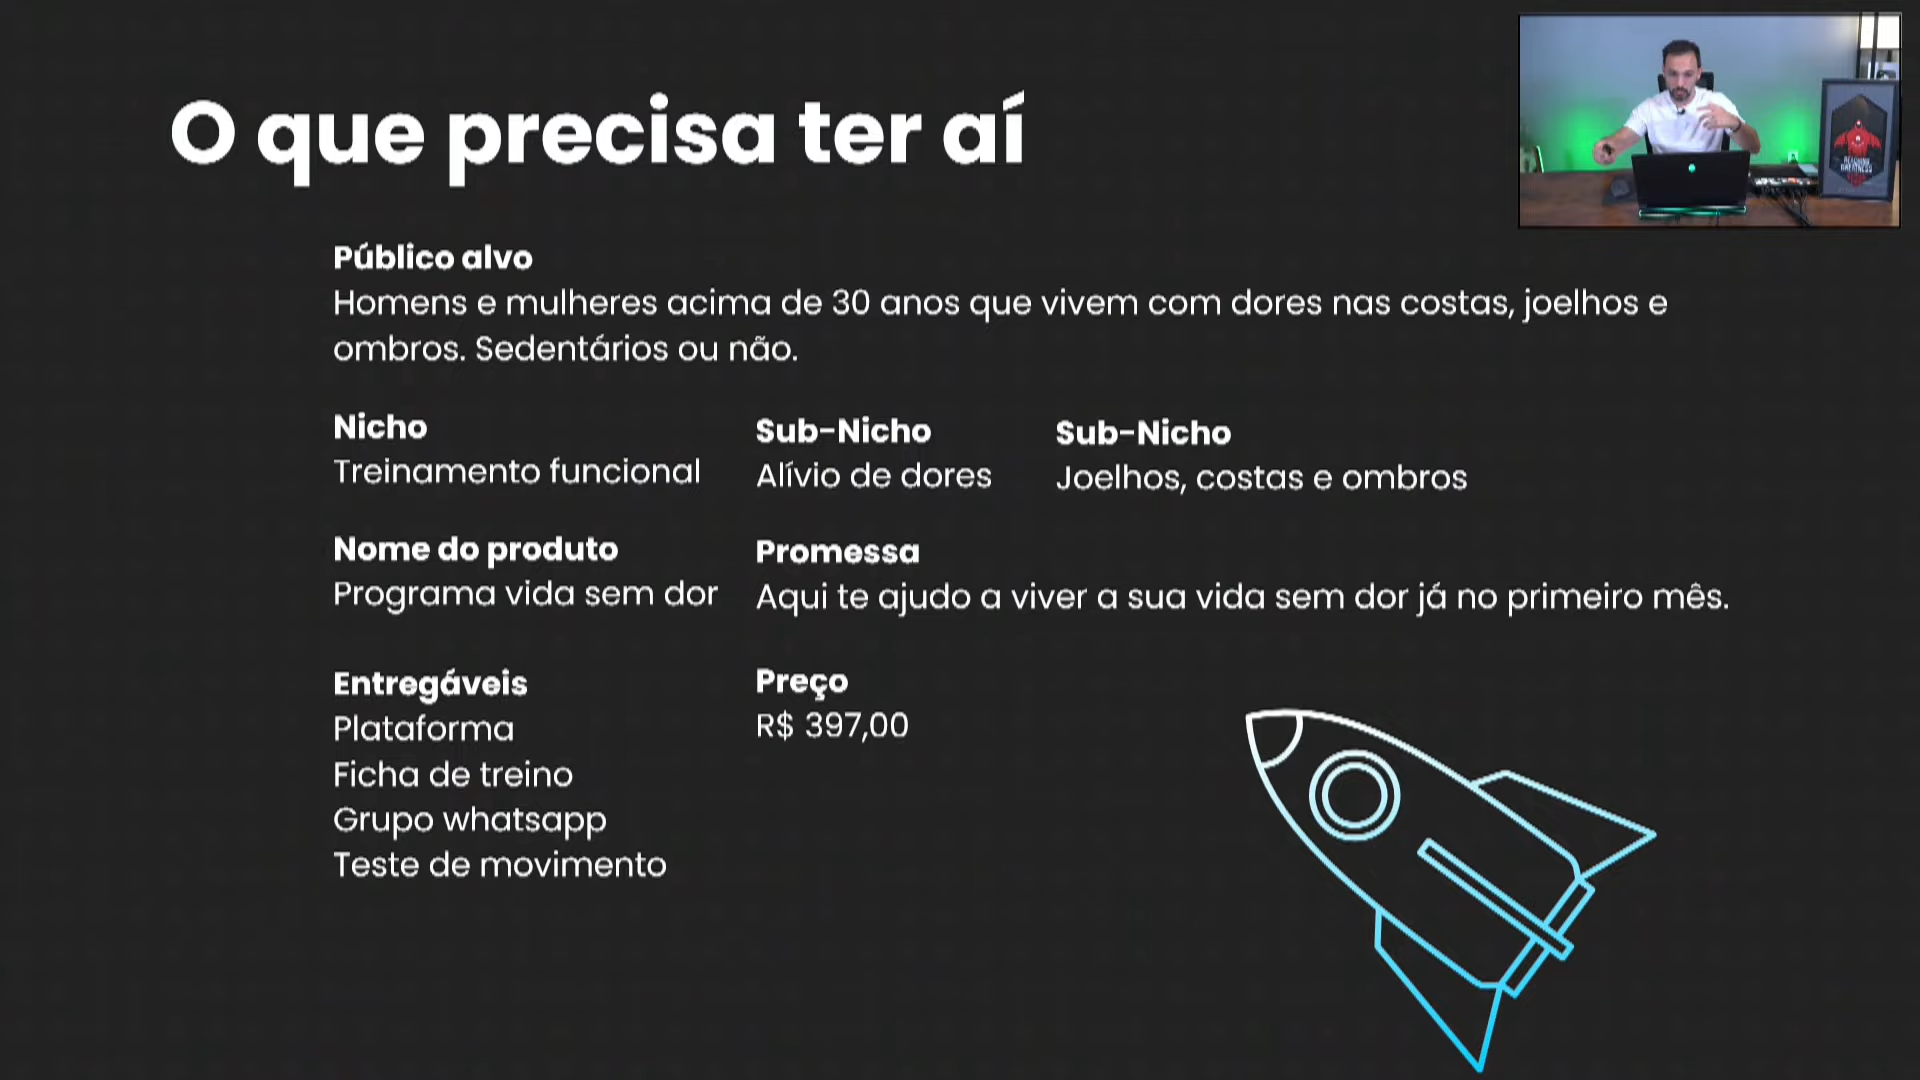 O que precisa ter aí
Público alvo
Homens e mulheres acima de 30 anos que vivem com dores nas costas, joelhos e
ombros. Sedentários ou não.
Nicho
Treinamento funcional
Sub-Nicho
Alívio de dores
Sub-Nicho
Joelhos, costas e ombros
Nome do produto
Programa vida sem dor
Promessa
Aqui te ajudo a viver a sua vida sem dor já no primeiro mês.
Entregáveis
Plataforma
Ficha de treino
Grupo whatsapp
Teste de movimento
Preço
R$ 397,00